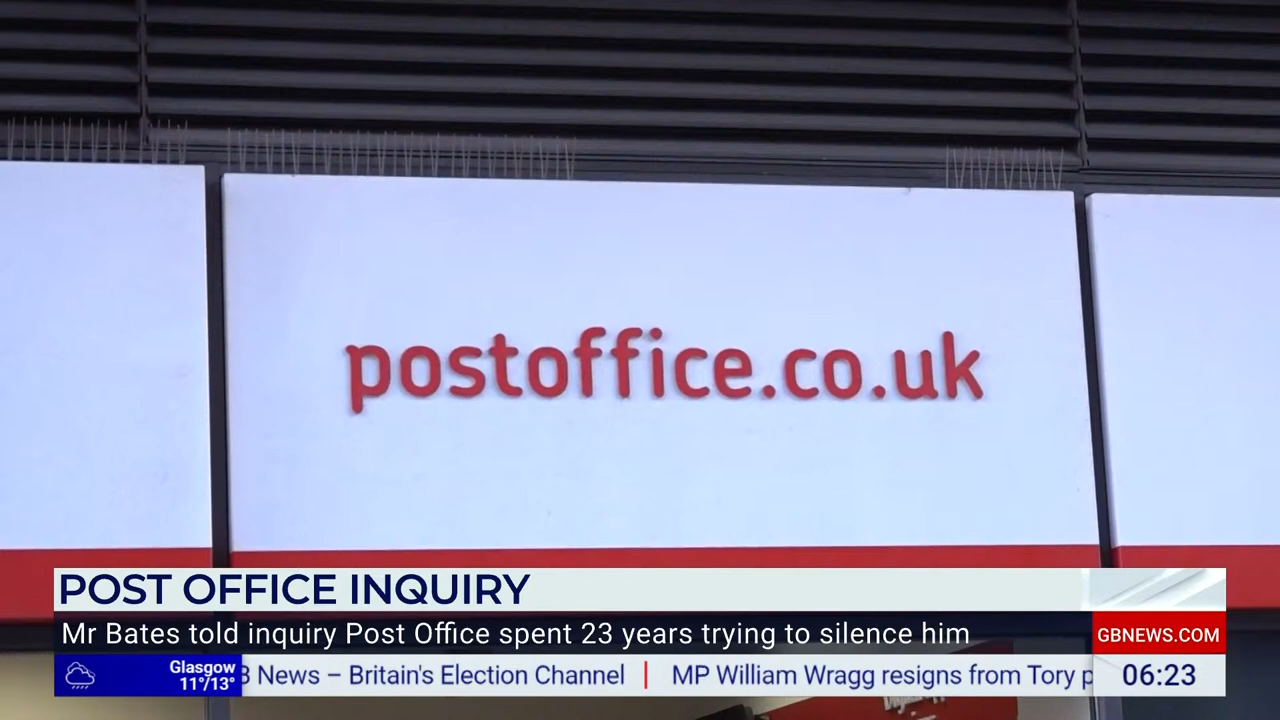 postoffice.co.uk
POST OFFICE INQUIRY
Mr Bates told inquiry Post Office spent 23 years trying to silence him
GBNEWS.COM
Glasgow
11°/13°
News – Britain's Election Channel | MP William Wragg resigns from Tory
06:23